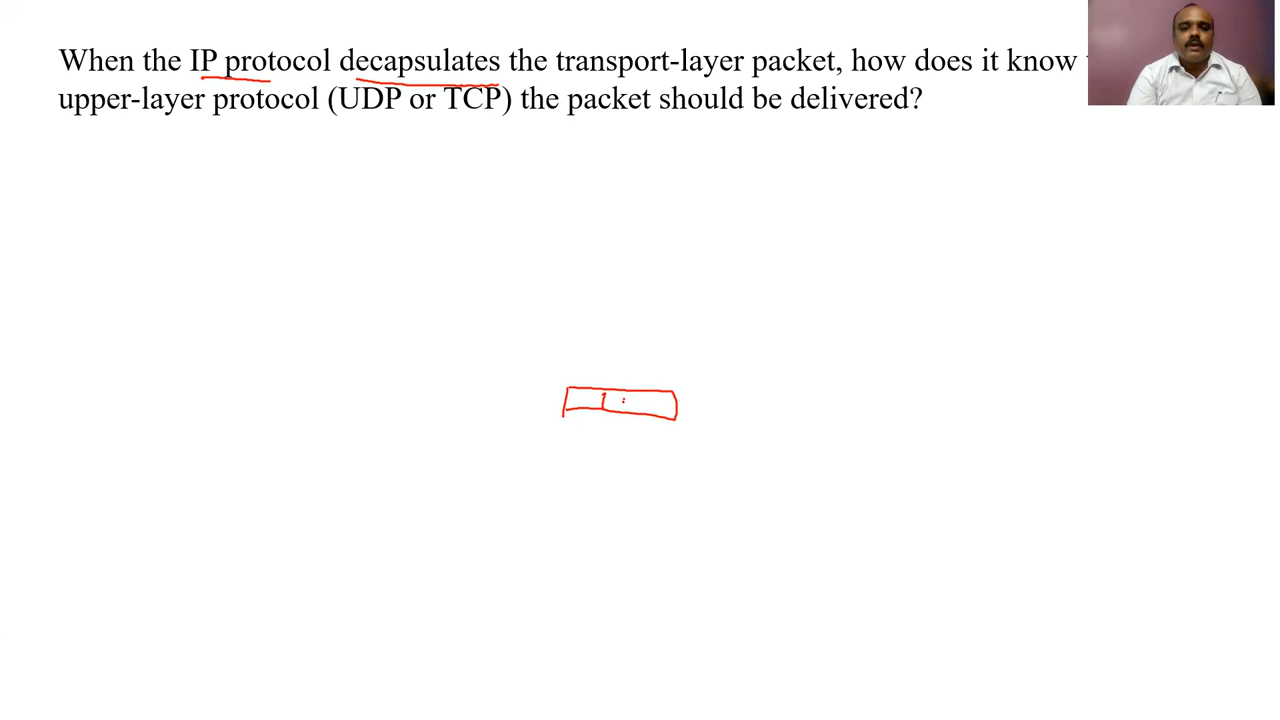 When the IP protocol decapsulates the transport-layer packet, how does it know
upper-layer protocol (UDP or TCP) the packet should be delivered?